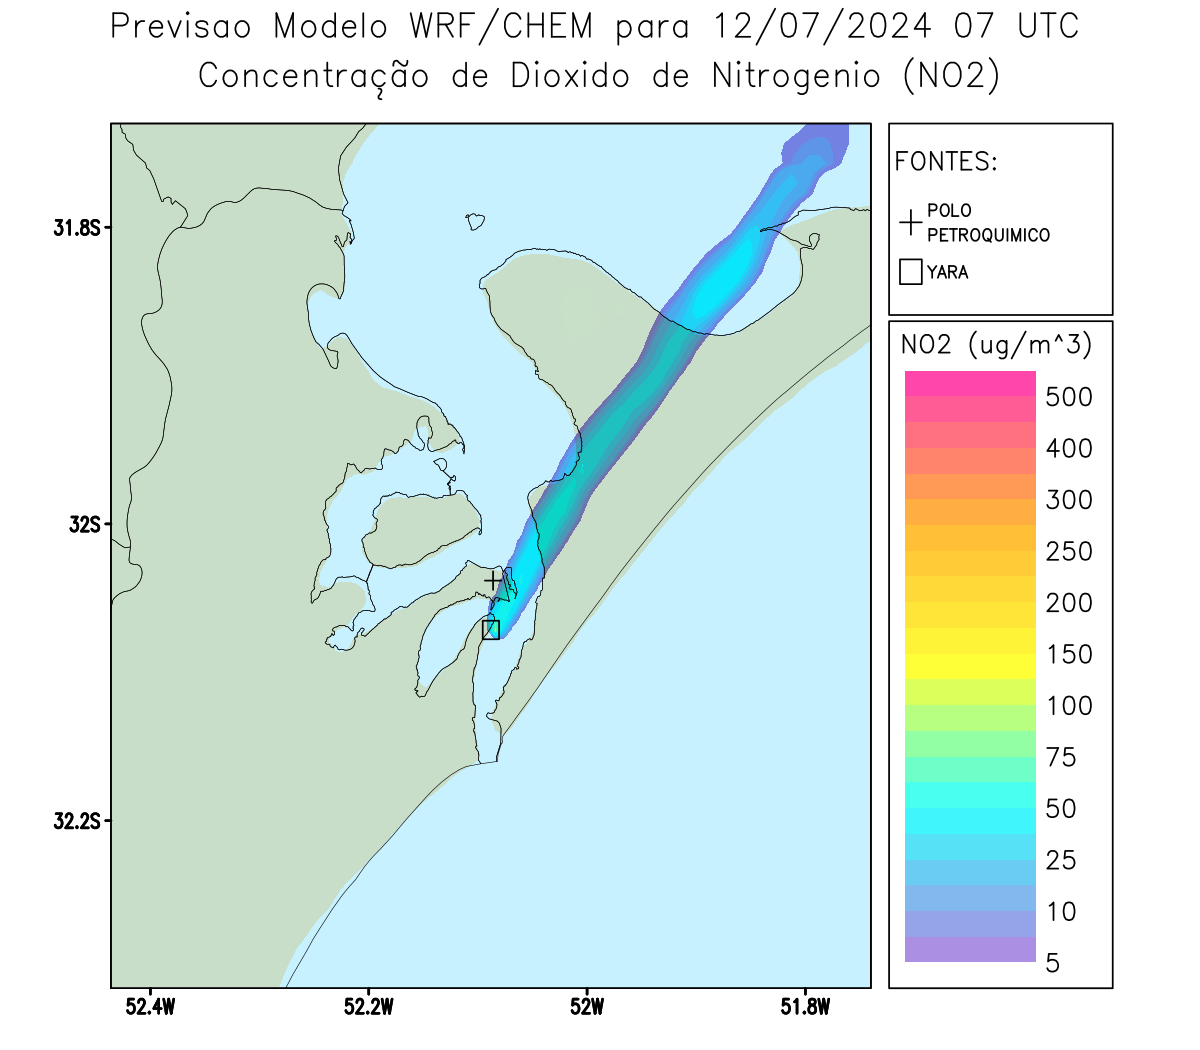 Previsao Modelo WRF/CHEM para 12/07/2024 07 UTC
Concentração de Dioxido de Nitrogenio (NO2)
FONTES:
POLO
PETROQUIMICO
YARA
NO2 (ug/m^3)
500
400
300
250
200
150
100
75
50
25
10
5
31.8S
32S
32.2S
52.4W
52.2W
52W
51.8W